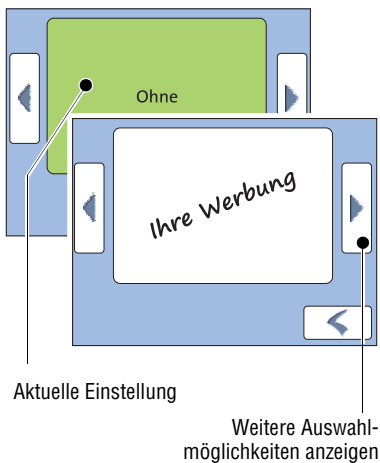 Ohne
Ihre Werbung
Aktuelle Einstellung
Weitere Auswahl-
möglichkeiten anzeigen